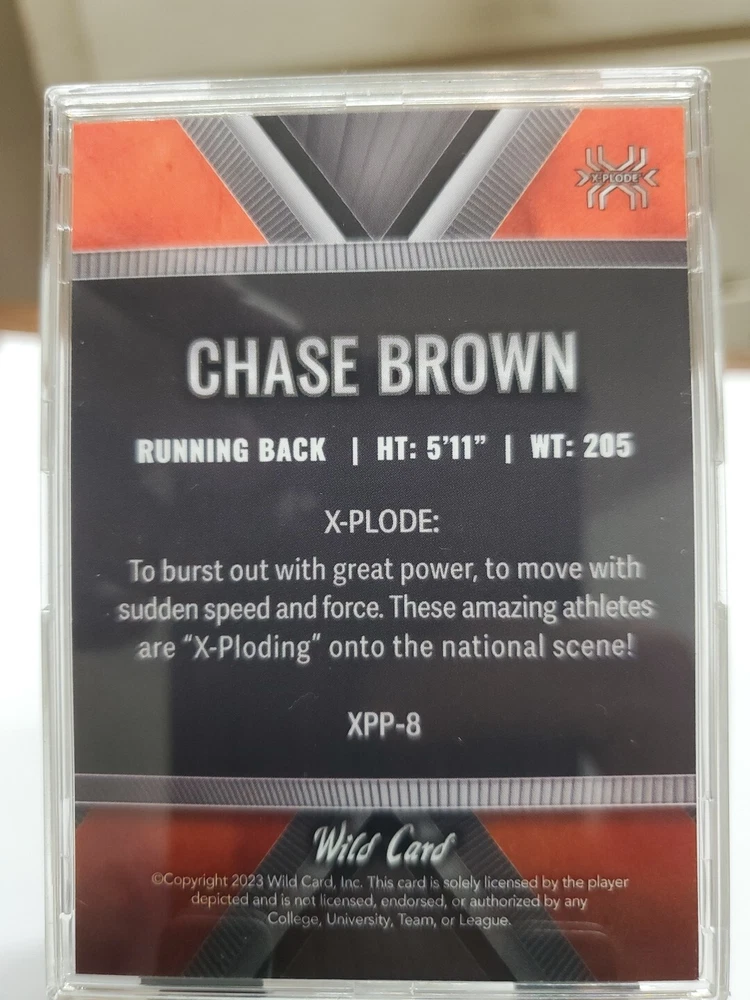 X-PLODE
CHASE BROWN
RUNNING BACK | HT: 5'11" | WT: 205
X-PLODE:
To burst out with great power, to move with
sudden speed and force. These amazing athletes
are “X-Ploding” onto the national scene!
XPP-8
Wild Card
©Copyright 2023 Wild Card, Inc. This card is solely licensed by the player
depicted and is not licensed, endorsed, or authorized by any
College, University, Team, or League.